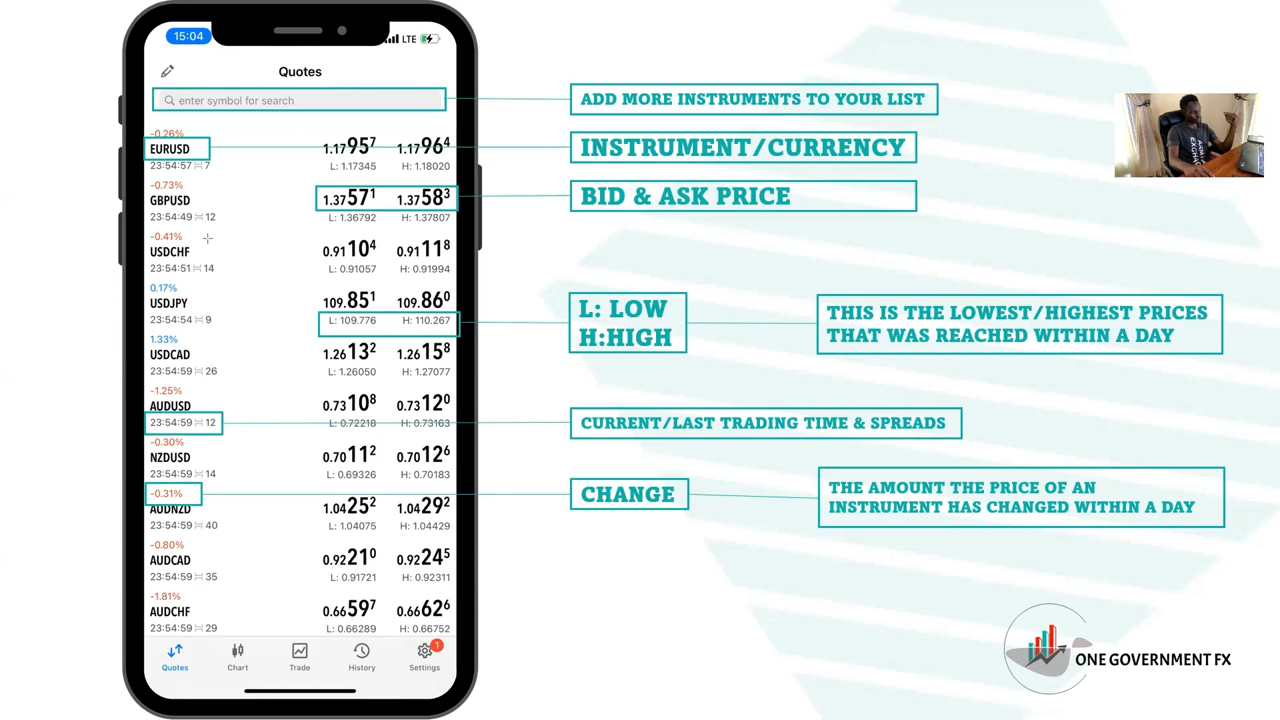 15:04
LTE
Quotes
enter symbol for search
-0.26%
EURUSD 1.17957 1.17964
23:54:57 7 L: 1.17345 H: 1.18020
-0.73%
GBPUSD 1.37571 1.37583
23:54:49 12 L: 1.36792 H: 1.37807
-0.41%
USDCHF 0.91104 0.91118
23:54:51 14 L: 0.91057 H: 0.91994
0.17%
USDJPY 109.851 109.860
23:54:54 9 L: 109.776 H: 110.267
1.33%
USDCAD 1.26132 1.26158
23:54:59 26 L: 1.26050 H: 1.27077
-1.25%
AUDUSD 0.73108 0.73120
23:54:59 12 L: 0.72218 H: 0.73163
-0.30%
NZDUSD 0.70112 0.70126
23:54:59 14 L: 0.69326 H: 0.70183
-0.31%
AUDNZD 1.04252 1.04292
23:54:59 40 L: 1.04075 H: 1.04429
-0.80%
AUDCAD 0.92210 0.92245
23:54:59 35 L: 0.91721 H: 0.92311
-1.81%
AUDCHF 0.66597 0.66626
23:54:59 29 L: 0.66289 H: 0.66752
1
Quotes Chart Trade History Settings
ADD MORE INSTRUMENTS TO YOUR LIST
INSTRUMENT/CURRENCY
BID & ASK PRICE
L: LOW
H:HIGH
THIS IS THE LOWEST/HIGHEST PRICES
THAT WAS REACHED WITHIN A DAY
CURRENT/LAST TRADING TIME & SPREADS
CHANGE
THE AMOUNT THE PRICE OF AN
INSTRUMENT HAS CHANGED WITHIN A DAY
ONE GOVERNMENT FX